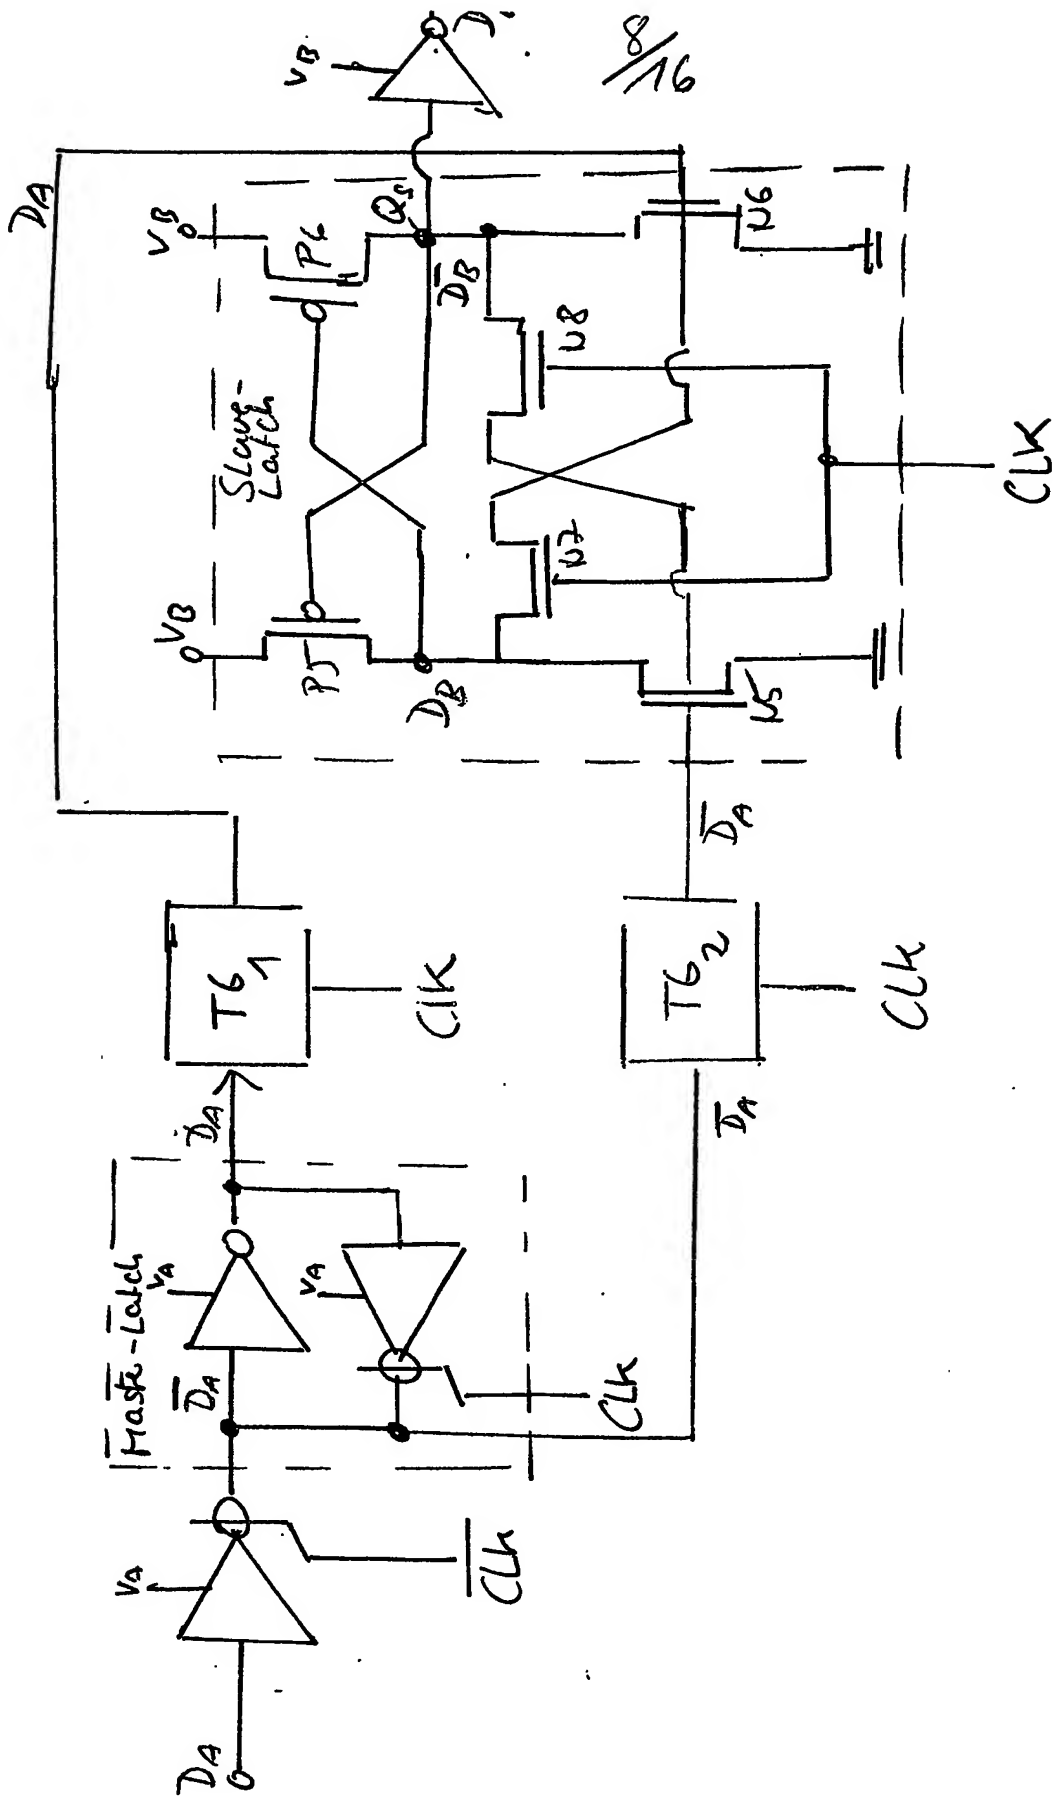 8/16
D
VB
DA
VB
P6
QS
D̅B
N8
N6
Slave-
Latch
CLK
VB
P5
DB
N7
N5
D̅A
TG1
ClK
TG2
CLk
DA
D̅A
Master-Latch
VA
VA
D̅A
CLk
VA
C̅L̅k̅
DA